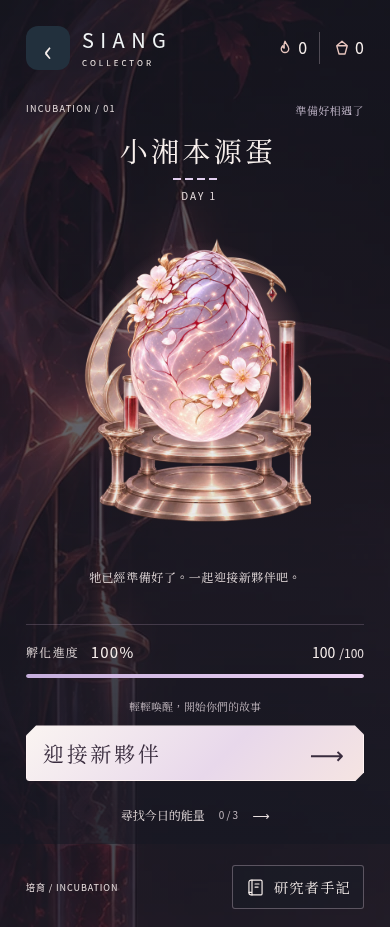 SIANG
COLLECTOR
0
0
INCUBATION / 01
準備好相遇了
小湘本源蛋
DAY 1
牠已經準備好了。一起迎接新夥伴吧。
孵化進度 100%
100 /100
輕輕喚醒，開始你們的故事
迎接新夥伴 →
尋找今日的能量 0 / 3 →
培育 / INCUBATION
研究者手記